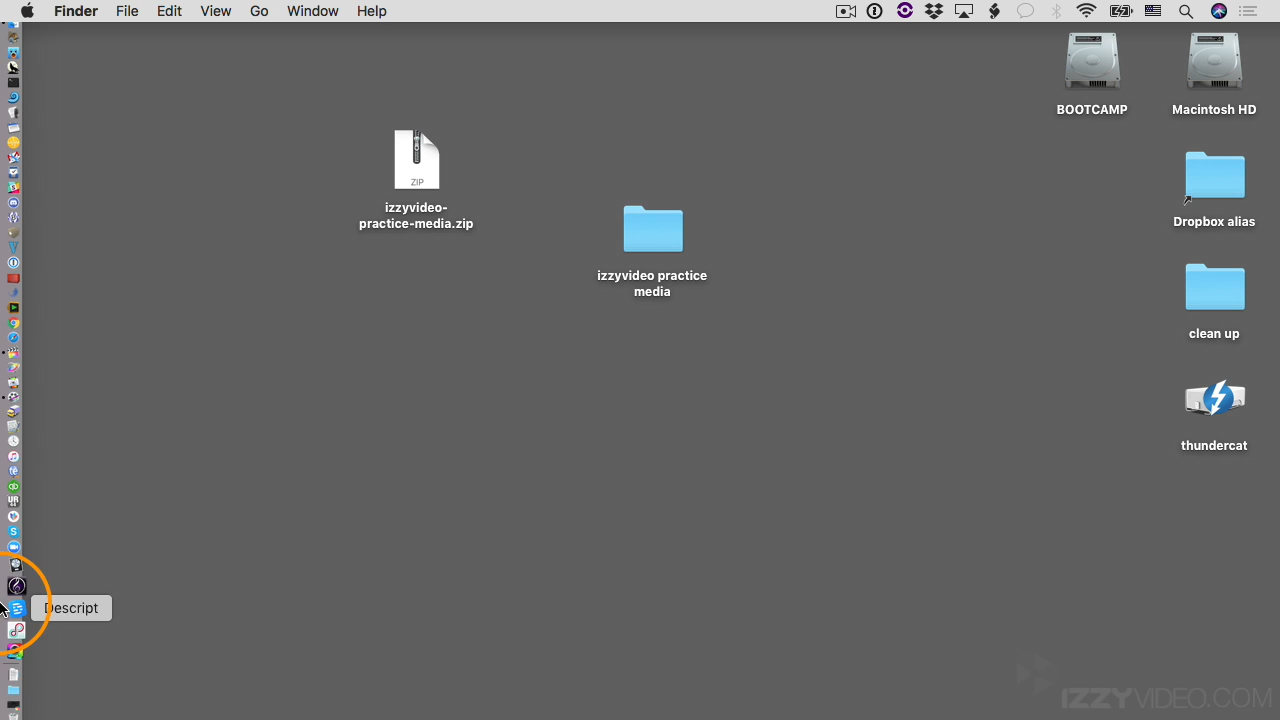 Finder File Edit View Go Window Help
BOOTCAMP
Macintosh HD
ZIP
izzyvideo-
practice-media.zip
izzyvideo practice
media
Dropbox alias
clean up
thundercat
Descript
IZZYVIDEO.COM